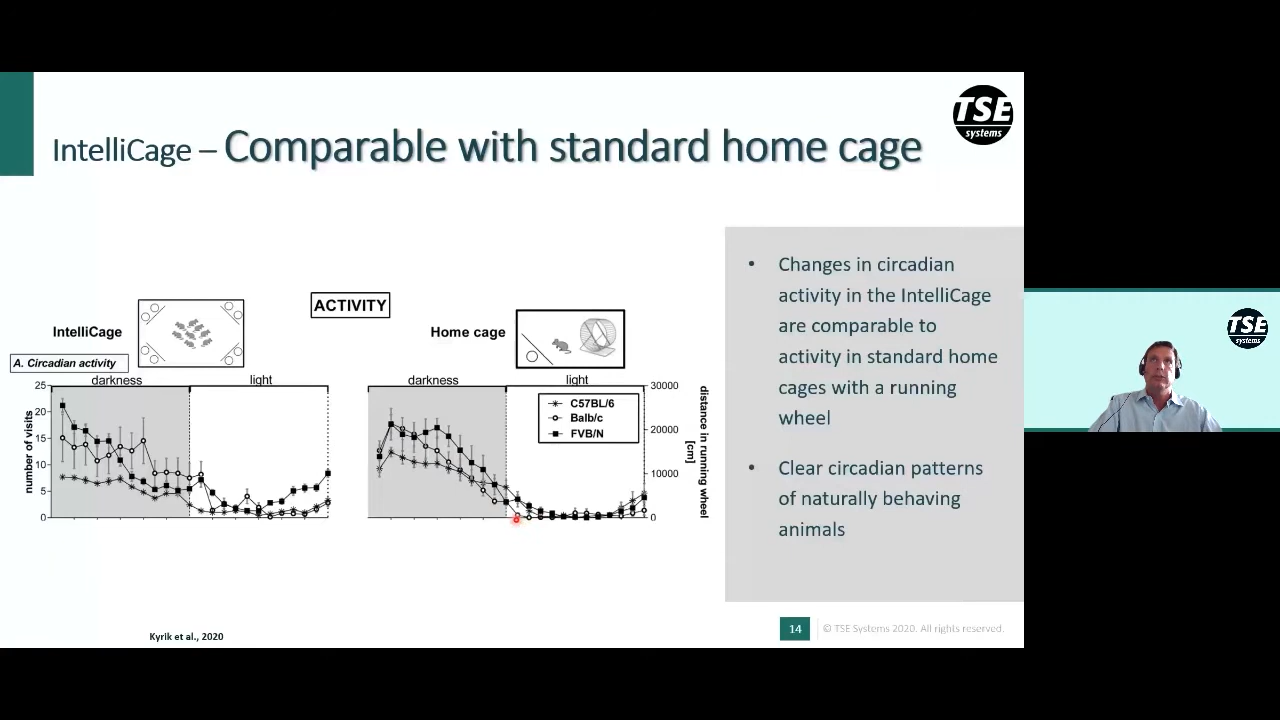 TSE
systems
IntelliCage – Comparable with standard home cage
ACTIVITY
IntelliCage
Home cage
A. Circadian activity
darkness
light
25
20
15
10
5
0
number of visits
darkness
light
C57BL/6
Balb/c
FVB/N
30000
20000
10000
0
distance in running wheel
[cm]
• Changes in circadian
activity in the IntelliCage
are comparable to
activity in standard home
cages with a running
wheel
• Clear circadian patterns
of naturally behaving
animals
Kyrik et al., 2020
14
© TSE Systems 2020. All rights reserved.
TSE
systems